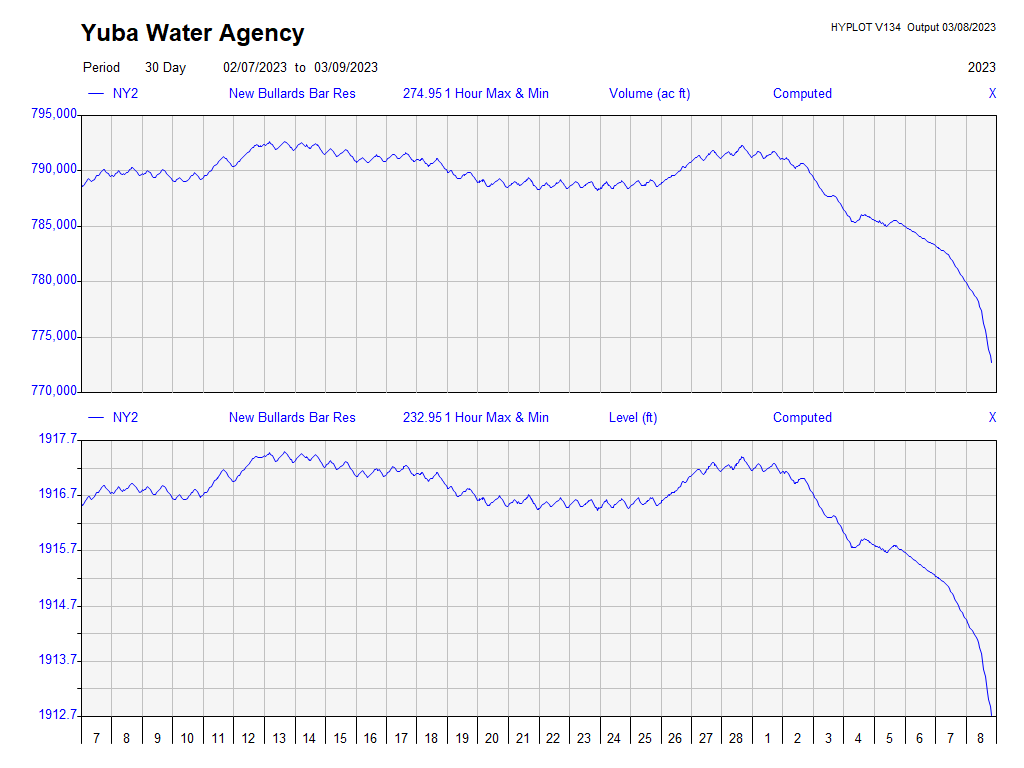 Yuba Water Agency
HYPLOT V134 Output 03/08/2023
Period 30 Day 02/07/2023 to 03/09/2023 2023
NY2 New Bullards Bar Res 274.95 1 Hour Max & Min Volume (ac ft) Computed X
795,000
790,000
785,000
780,000
775,000
770,000
NY2 New Bullards Bar Res 232.95 1 Hour Max & Min Level (ft) Computed X
1917.7
1916.7
1915.7
1914.7
1913.7
1912.7
7 8 9 10 11 12 13 14 15 16 17 18 19 20 21 22 23 24 25 26 27 28 1 2 3 4 5 6 7 8